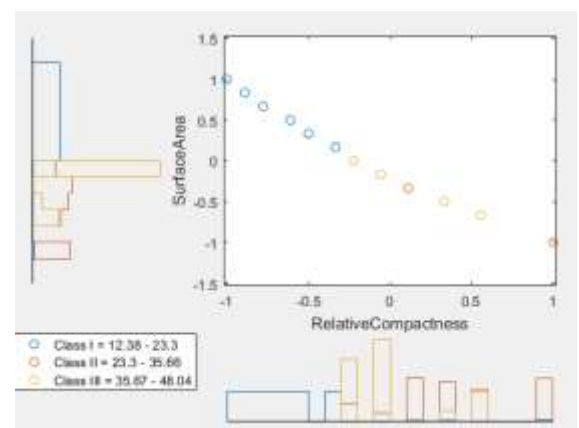 1.5
1
0.5
0
-0.5
-1
-1.5
SurfaceArea
-1
-0.5
0
0.5
1
RelativeCompactness
Class I = 12.38 - 23.3
Class II = 23.3 - 35.66
Class III = 35.67 - 48.04